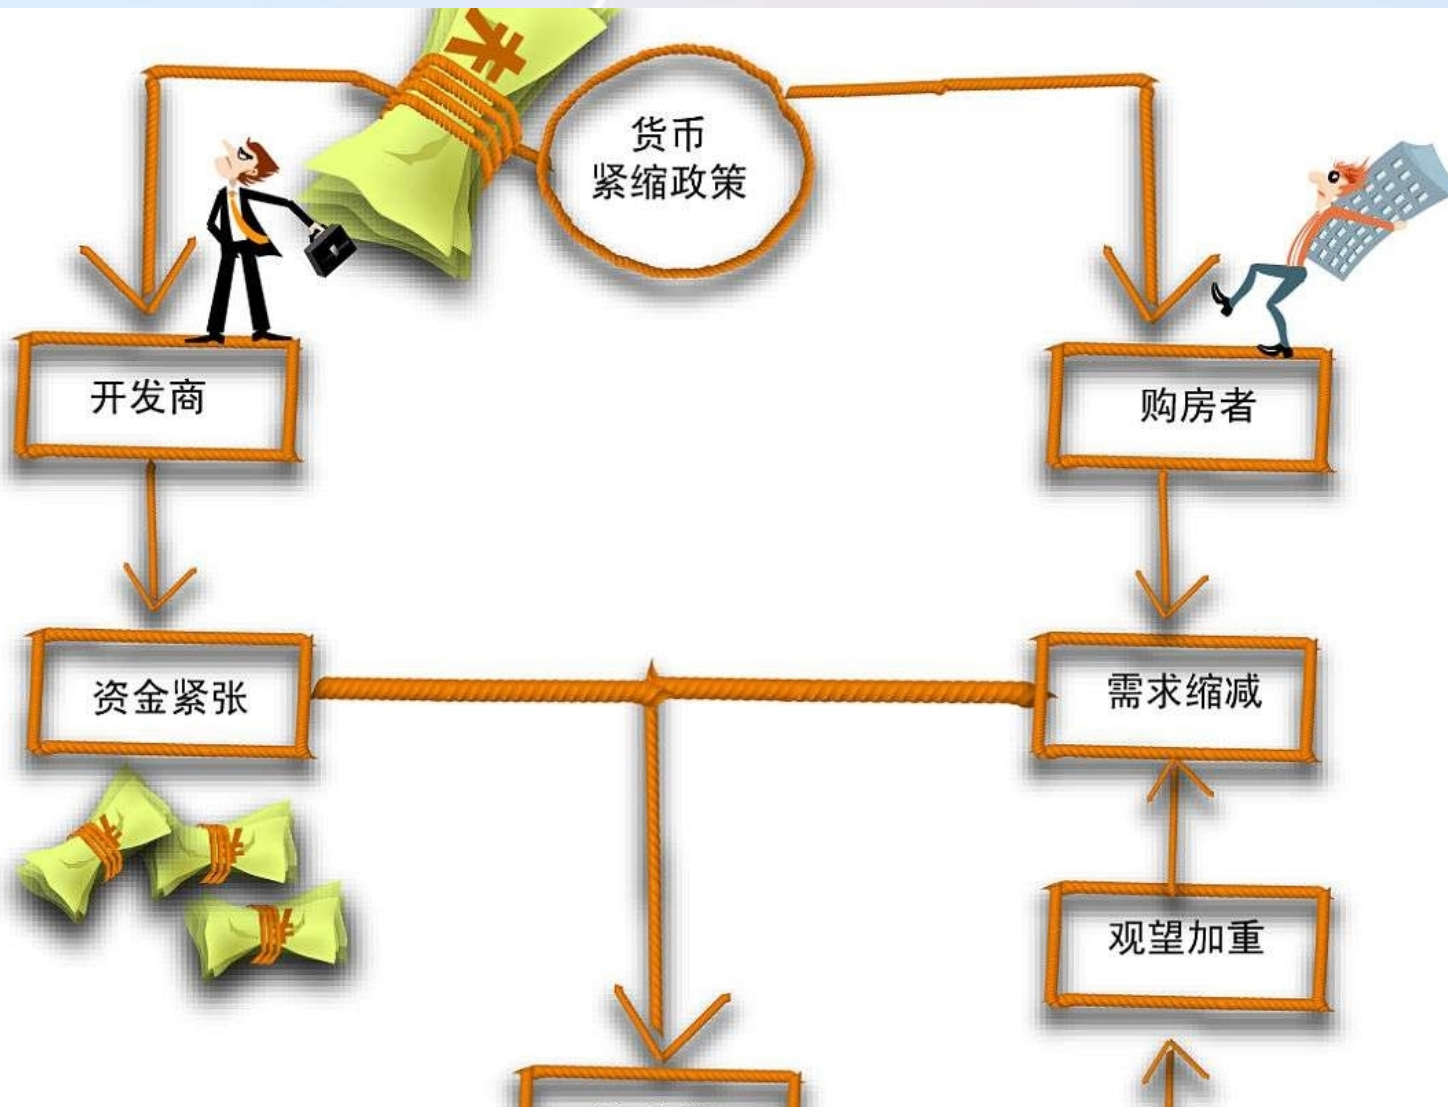 货币
紧缩政策
开发商
购房者
资金紧张
需求缩减
观望加重